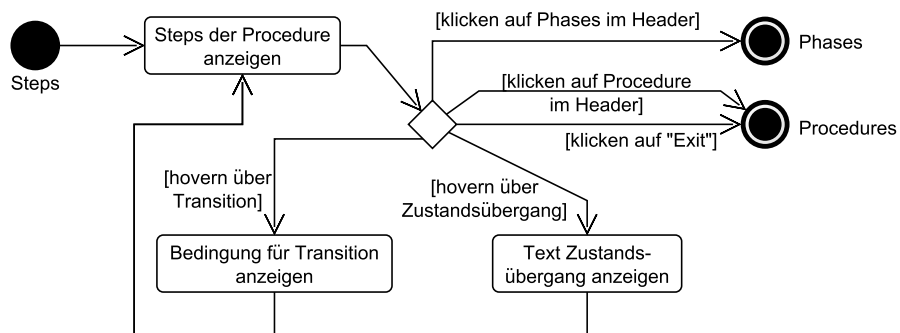 Steps
Steps der Procedure
anzeigen
[klicken auf Phases im Header]
Phases
[klicken auf Procedure
im Header]
[klicken auf "Exit"]
Procedures
[hovern über
Transition]
[hovern über
Zustandsübergang]
Bedingung für Transition
anzeigen
Text Zustands-
übergang anzeigen